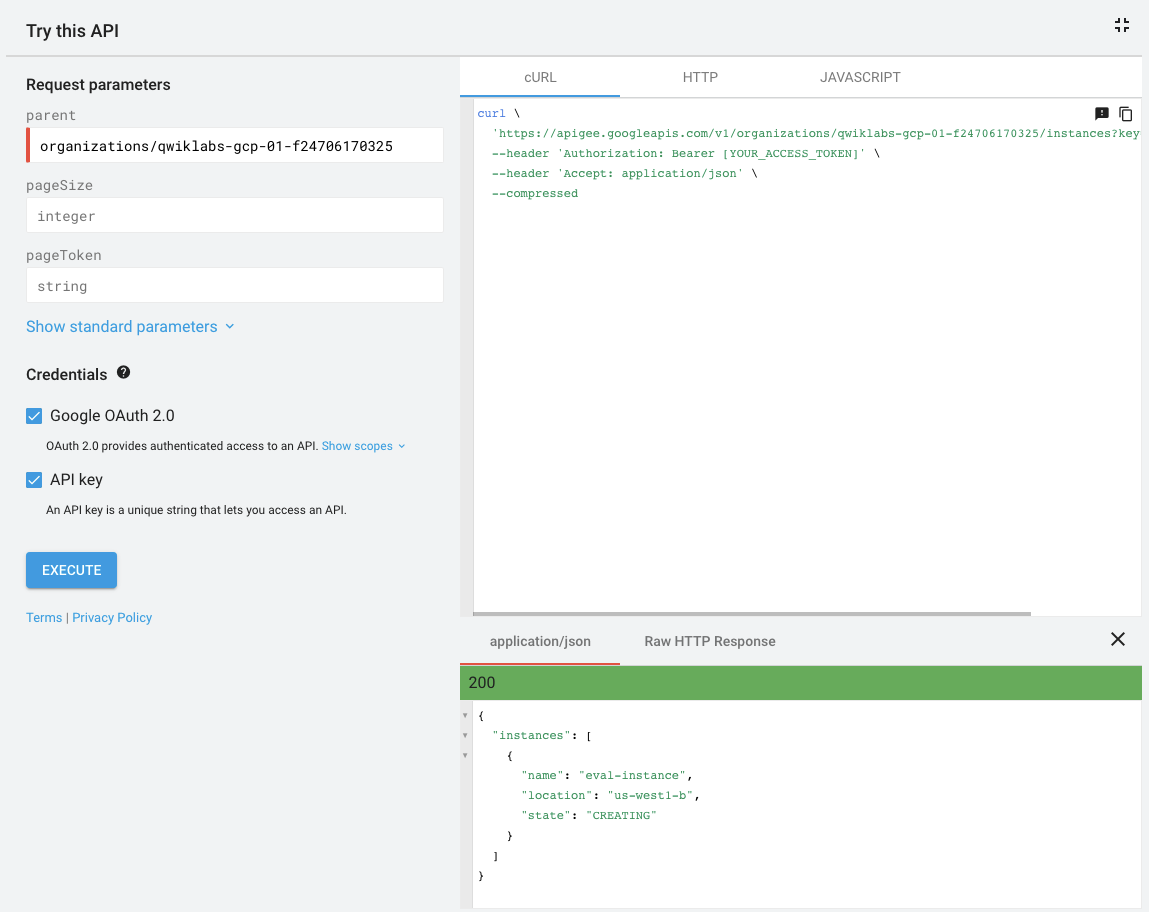 Try this API
Request parameters
parent
organizations/qwiklabs-gcp-01-f24706170325
pageSize
integer
pageToken
string
Show standard parameters
Credentials ?
Google OAuth 2.0
OAuth 2.0 provides authenticated access to an API. Show scopes
API key
An API key is a unique string that lets you access an API.
EXECUTE
Terms | Privacy Policy
cURL HTTP JAVASCRIPT
curl \
'https://apigee.googleapis.com/v1/organizations/qwiklabs-gcp-01-f24706170325/instances?key
--header 'Authorization: Bearer [YOUR_ACCESS_TOKEN]' \
--header 'Accept: application/json' \
--compressed
application/json Raw HTTP Response
200
{
"instances": [
{
"name": "eval-instance",
"location": "us-west1-b",
"state": "CREATING"
}
]
}